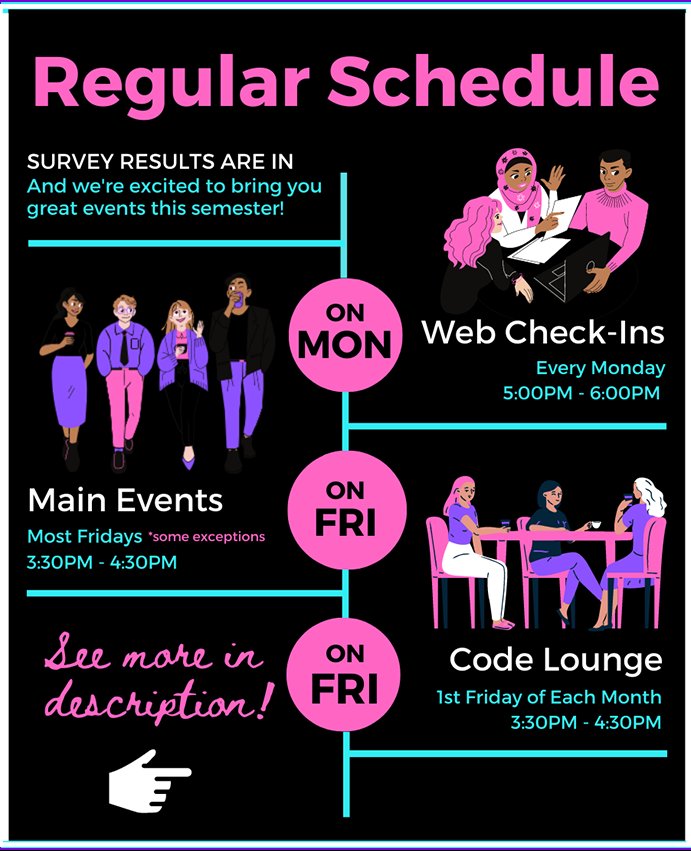 Regular Schedule
SURVEY RESULTS ARE IN
And we're excited to bring you
great events this semester!
ON
MON
Web Check-Ins
Every Monday
5:00PM - 6:00PM
Main Events
Most Fridays *some exceptions
3:30PM - 4:30PM
ON
FRI
See more in
description!
ON
FRI
Code Lounge
1st Friday of Each Month
3:30PM - 4:30PM